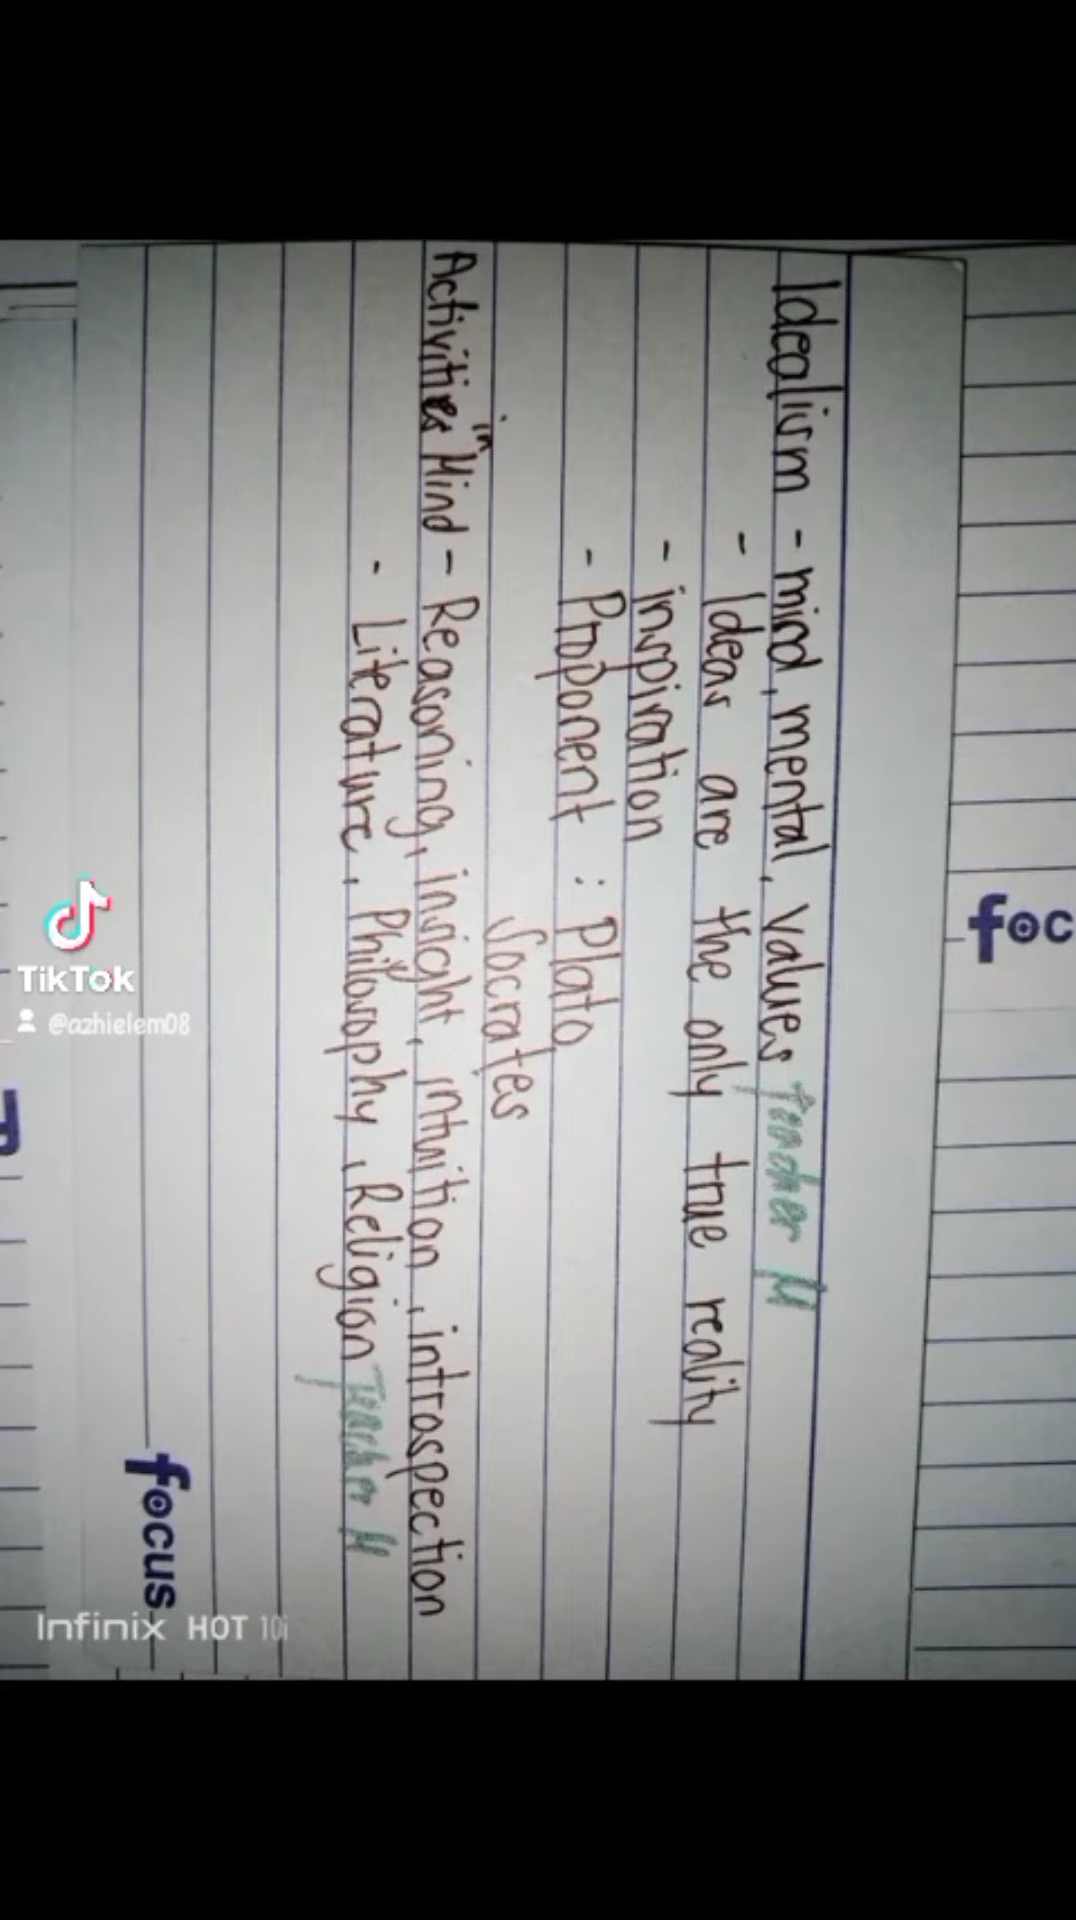 Idealism - mind, mental, values Teacher M
- Ideas are the only true reality
- inspiration
- Proponent : Plato
Socrates
Activities in Mind - Reasoning, insight, intuition, introspection
- Literature, Philosophy, Religion Teacher M
focus
foc
TikTok
@azhielem08
Infinix HOT 10i